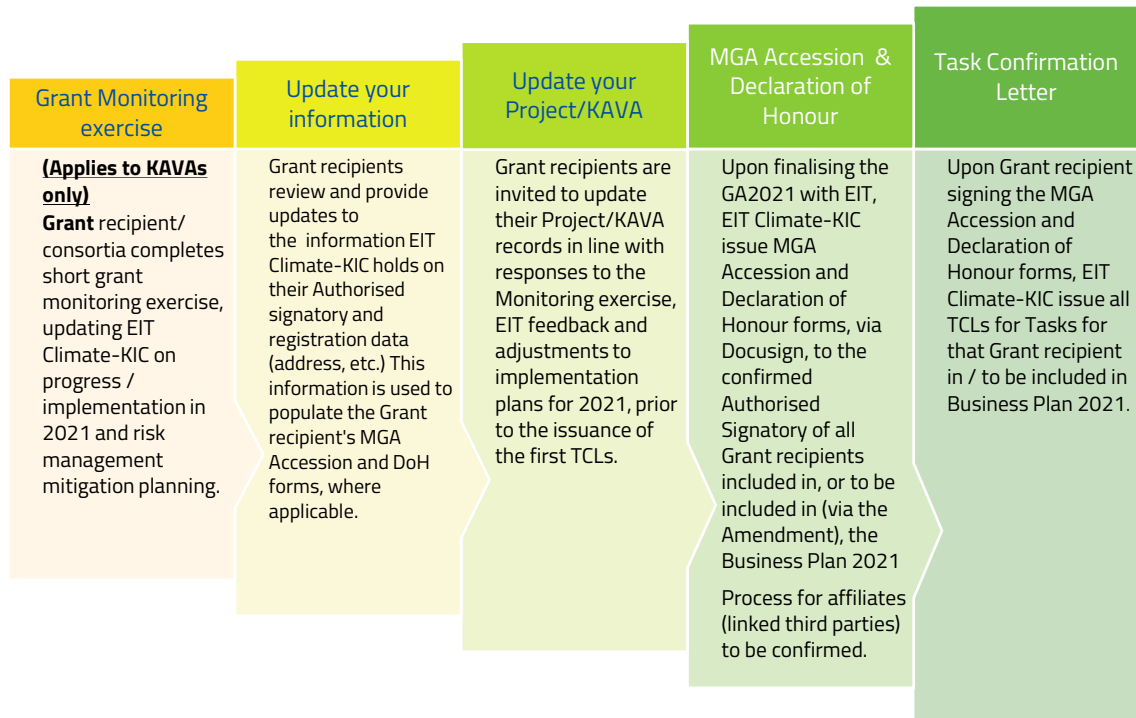 Grant Monitoring
exercise
(Applies to KAVAs
only)
Grant recipient/
consortia completes
short grant
monitoring exercise,
updating EIT
Climate-KIC on
progress /
implementation in
2021 and risk
management
mitigation planning.
Update your
information
Grant recipients
review and provide
updates to
the information EIT
Climate-KIC holds on
their Authorised
signatory and
registration data
(address, etc.) This
information is used to
populate the Grant
recipient's MGA
Accession and DoH
forms, where
applicable.
Update your
Project/KAVA
Grant recipients are
invited to update
their Project/KAVA
records in line with
responses to the
Monitoring exercise,
EIT feedback and
adjustments to
implementation
plans for 2021, prior
to the issuance of
the first TCLs.
MGA Accession &
Declaration of
Honour
Upon finalising the
GA2021 with EIT,
EIT Climate-KIC
issue MGA
Accession and
Declaration of
Honour forms, via
Docusign, to the
confirmed
Authorised
Signatory of all
Grant recipients
included in, or to be
included in (via the
Amendment), the
Business Plan 2021
Process for affiliates
(linked third parties)
to be confirmed.
Task Confirmation
Letter
Upon Grant recipient
signing the MGA
Accession and
Declaration of
Honour forms, EIT
Climate-KIC issue all
TCLs for Tasks for
that Grant recipient
in / to be included in
Business Plan 2021.